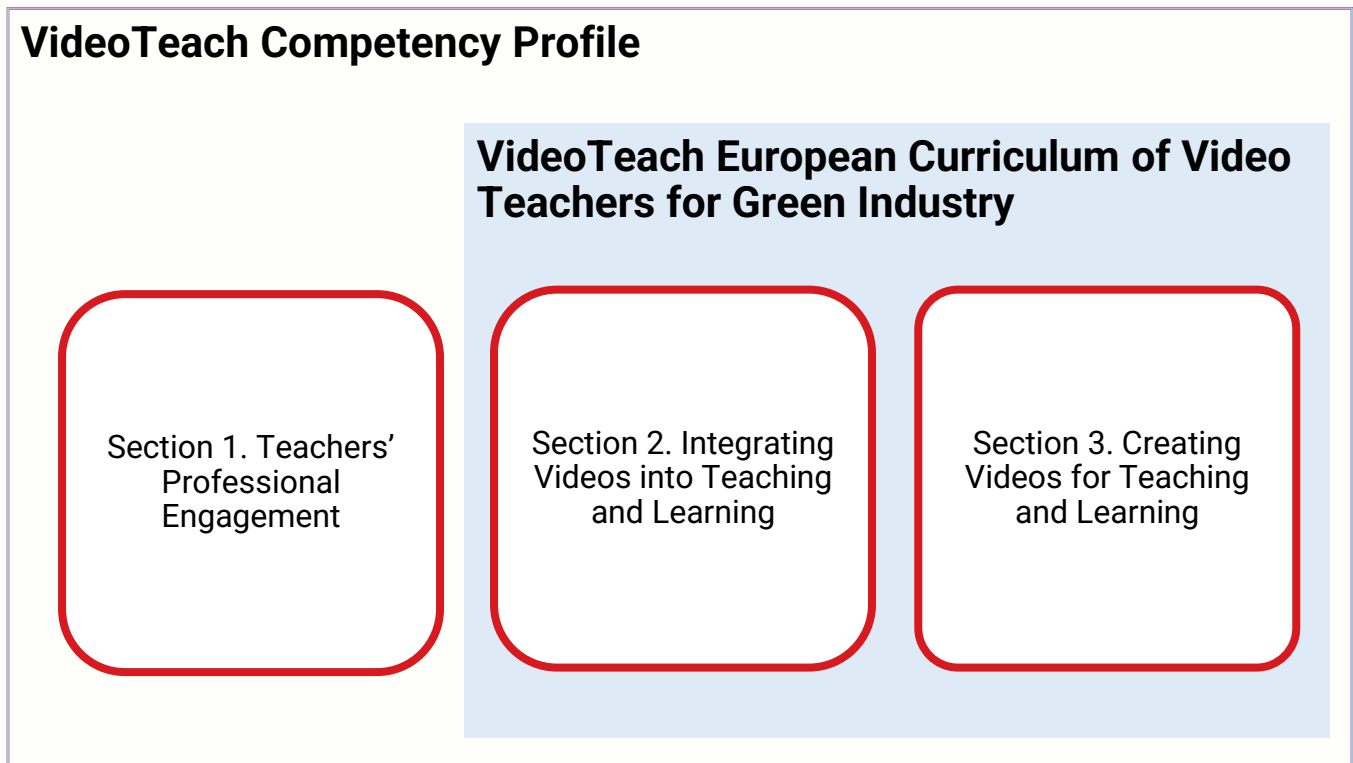 VideoTeach Competency Profile
VideoTeach European Curriculum of Video
Teachers for Green Industry
Section 1. Teachers’
Professional
Engagement
Section 2. Integrating
Videos into Teaching
and Learning
Section 3. Creating
Videos for Teaching
and Learning